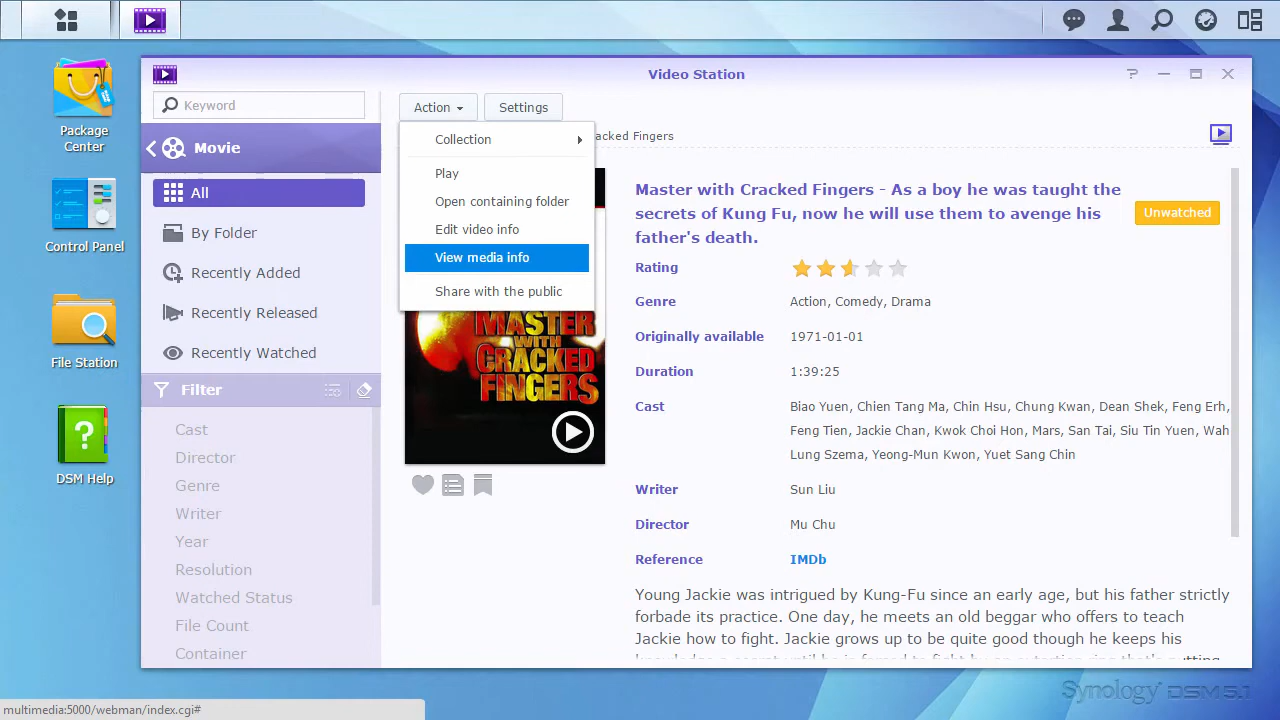 Video Station
Package
Center
Control Panel
File Station
DSM Help
Keyword
Movie
All
By Folder
Recently Added
Recently Released
Recently Watched
Filter
Cast
Director
Genre
Writer
Year
Resolution
Watched Status
File Count
Container
Action
Settings
acked Fingers
Collection
Play
Open containing folder
Edit video info
View media info
Share with the public
MASTER
WITH
CRACKED
FINGERS
Master with Cracked Fingers - As a boy he was taught the
secrets of Kung Fu, now he will use them to avenge his
father's death.
Unwatched
Rating
Genre Action, Comedy, Drama
Originally available 1971-01-01
Duration 1:39:25
Cast Biao Yuen, Chien Tang Ma, Chin Hsu, Chung Kwan, Dean Shek, Feng Erh,
Feng Tien, Jackie Chan, Kwok Choi Hon, Mars, San Tai, Siu Tin Yuen, Wah
Lung Szema, Yeong-Mun Kwon, Yuet Sang Chin
Writer Sun Liu
Director Mu Chu
Reference IMDb
Young Jackie was intrigued by Kung-Fu since an early age, but his father strictly
forbade its practice. One day, he meets an old beggar who offers to teach
Jackie how to fight. Jackie grows up to be quite good though he keeps his
Synology DSM 5.1
multimedia:5000/webman/index.cgi#